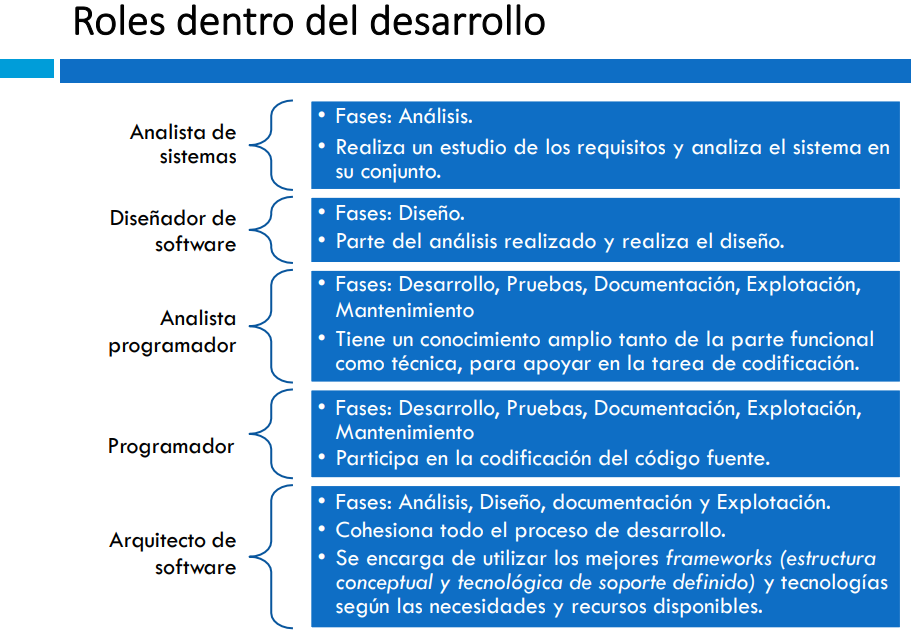 Roles dentro del desarrollo
Analista de
sistemas
• Fases: Análisis.
• Realiza un estudio de los requisitos y analiza el sistema en
su conjunto.
Diseñador de
software
• Fases: Diseño.
• Parte del análisis realizado y realiza el diseño.
Analista
programador
• Fases: Desarrollo, Pruebas, Documentación, Explotación,
Mantenimiento
• Tiene un conocimiento amplio tanto de la parte funcional
como técnica, para apoyar en la tarea de codificación.
Programador
• Fases: Desarrollo, Pruebas, Documentación, Explotación,
Mantenimiento
• Participa en la codificación del código fuente.
Arquitecto de
software
• Fases: Análisis, Diseño, documentación y Explotación.
• Cohesiona todo el proceso de desarrollo.
• Se encarga de utilizar los mejores frameworks (estructura
conceptual y tecnológica de soporte definido) y tecnologías
según las necesidades y recursos disponibles.